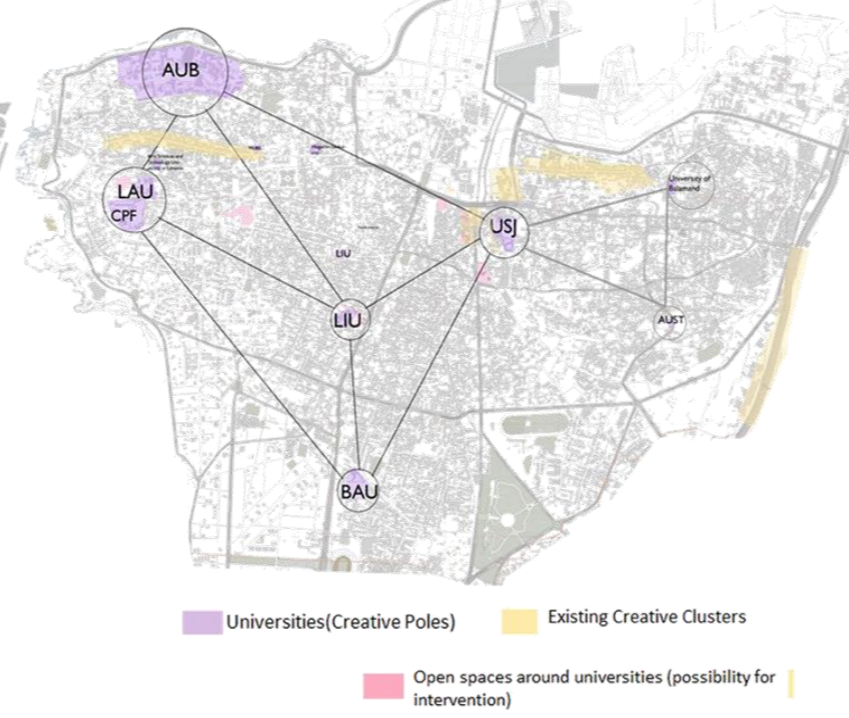 AUB
LAU
CPF
USJ
University of
Balamand
LIU
LIU
AUST
BAU
Universities(Creative Poles)
Existing Creative Clusters
Open spaces around universities (possibility for
intervention)